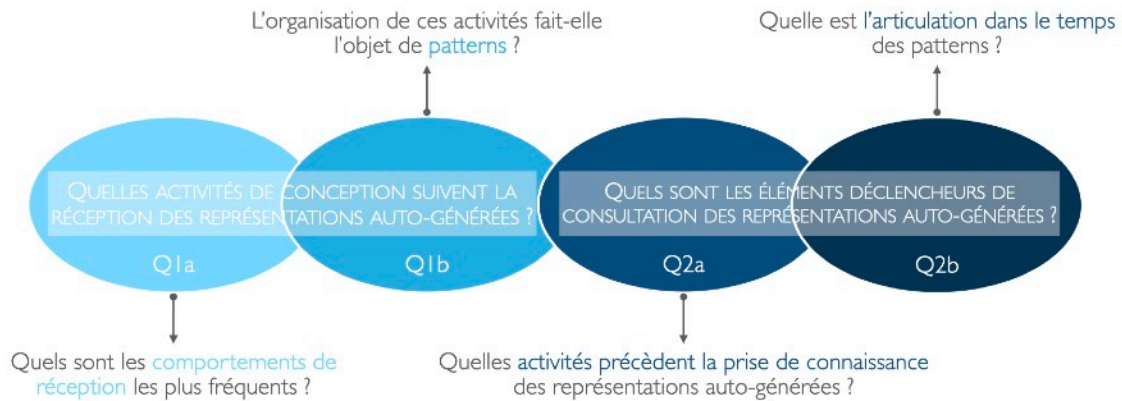 L'organisation de ces activités fait-elle
l'objet de patterns ?
Quelle est l'articulation dans le temps
des patterns ?
QUELLES ACTIVITÉS DE CONCEPTION SUIVENT LA
RÉCEPTION DES REPRÉSENTATIONS AUTO-GÉNÉRÉES ?
QUELS SONT LES ÉLÉMENTS DÉCLENCHEURS DE
CONSULTATION DES REPRÉSENTATIONS AUTO-GÉNÉRÉES ?
Q1a
Q1b
Q2a
Q2b
Quels sont les comportements de
réception les plus fréquents ?
Quelles activités précèdent la prise de connaissance
des représentations auto-générées ?